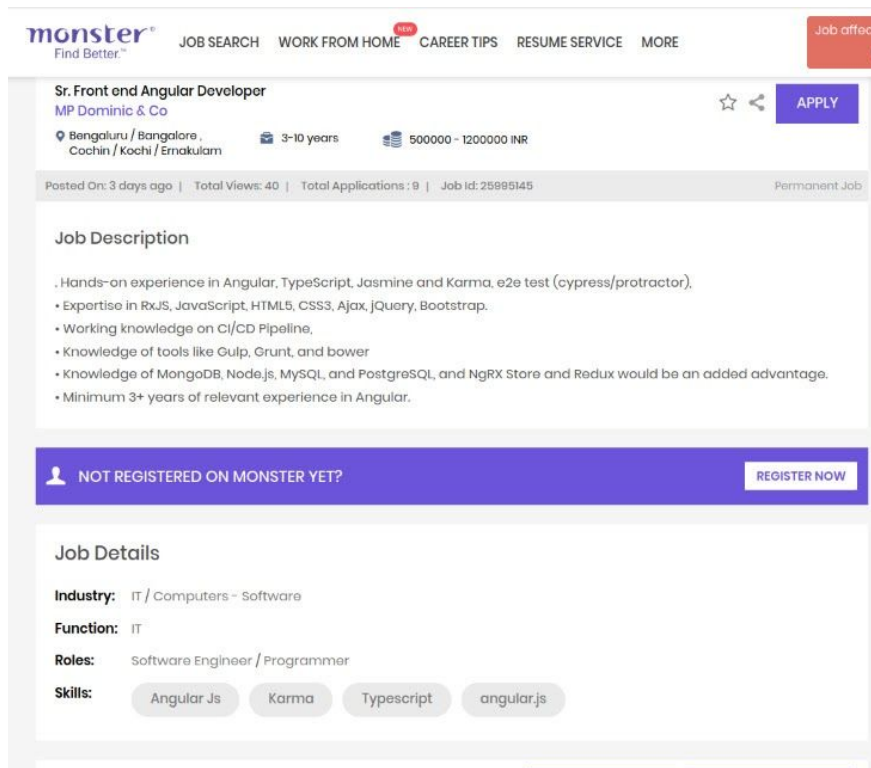 monster®
Find Better.™
JOB SEARCH WORK FROM HOME NEW CAREER TIPS RESUME SERVICE MORE
Job affec
Sr. Front end Angular Developer
MP Dominic & Co
APPLY
Bengaluru / Bangalore ,
Cochin / Kochi / Ernakulam
3-10 years
500000 - 1200000 INR
Posted On: 3 days ago | Total Views: 40 | Total Applications : 9 | Job Id: 25995145 Permanent Job
Job Description
. Hands-on experience in Angular, TypeScript, Jasmine and Karma, e2e test (cypress/protractor),
• Expertise in RxJS, JavaScript, HTML5, CSS3, Ajax, jQuery, Bootstrap.
• Working knowledge on CI/CD Pipeline,
• Knowledge of tools like Gulp, Grunt, and bower
• Knowledge of MongoDB, Node.js, MySQL, and PostgreSQL, and NgRX Store and Redux would be an added advantage.
• Minimum 3+ years of relevant experience in Angular.
NOT REGISTERED ON MONSTER YET? REGISTER NOW
Job Details
Industry: IT / Computers - Software
Function: IT
Roles: Software Engineer / Programmer
Skills: Angular Js Karma Typescript angular.js